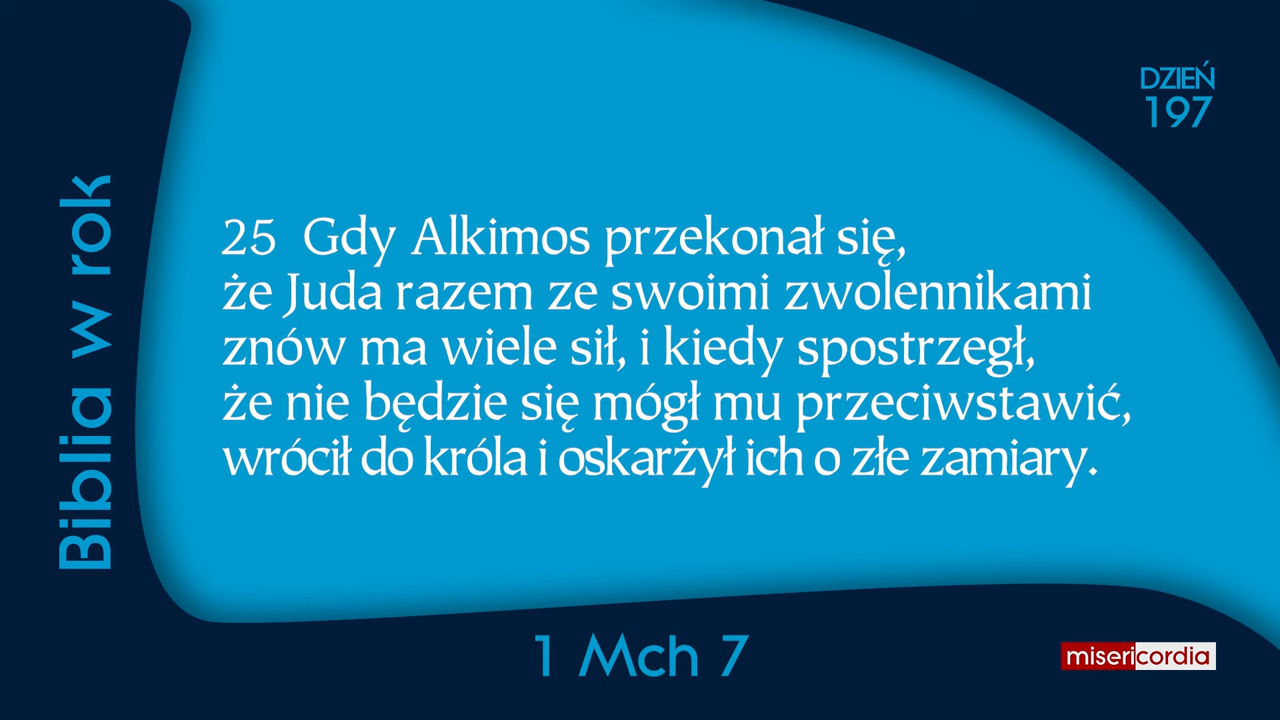 DZIEŃ
197
Biblia w rok
25 Gdy Alkimos przekonał się,
że Juda razem ze swoimi zwolennikami
znów ma wiele sił, i kiedy spostrzegł,
że nie będzie się mógł mu przeciwstawić,
wrócił do króla i oskarżył ich o złe zamiary.
1 Mch 7
misericordia